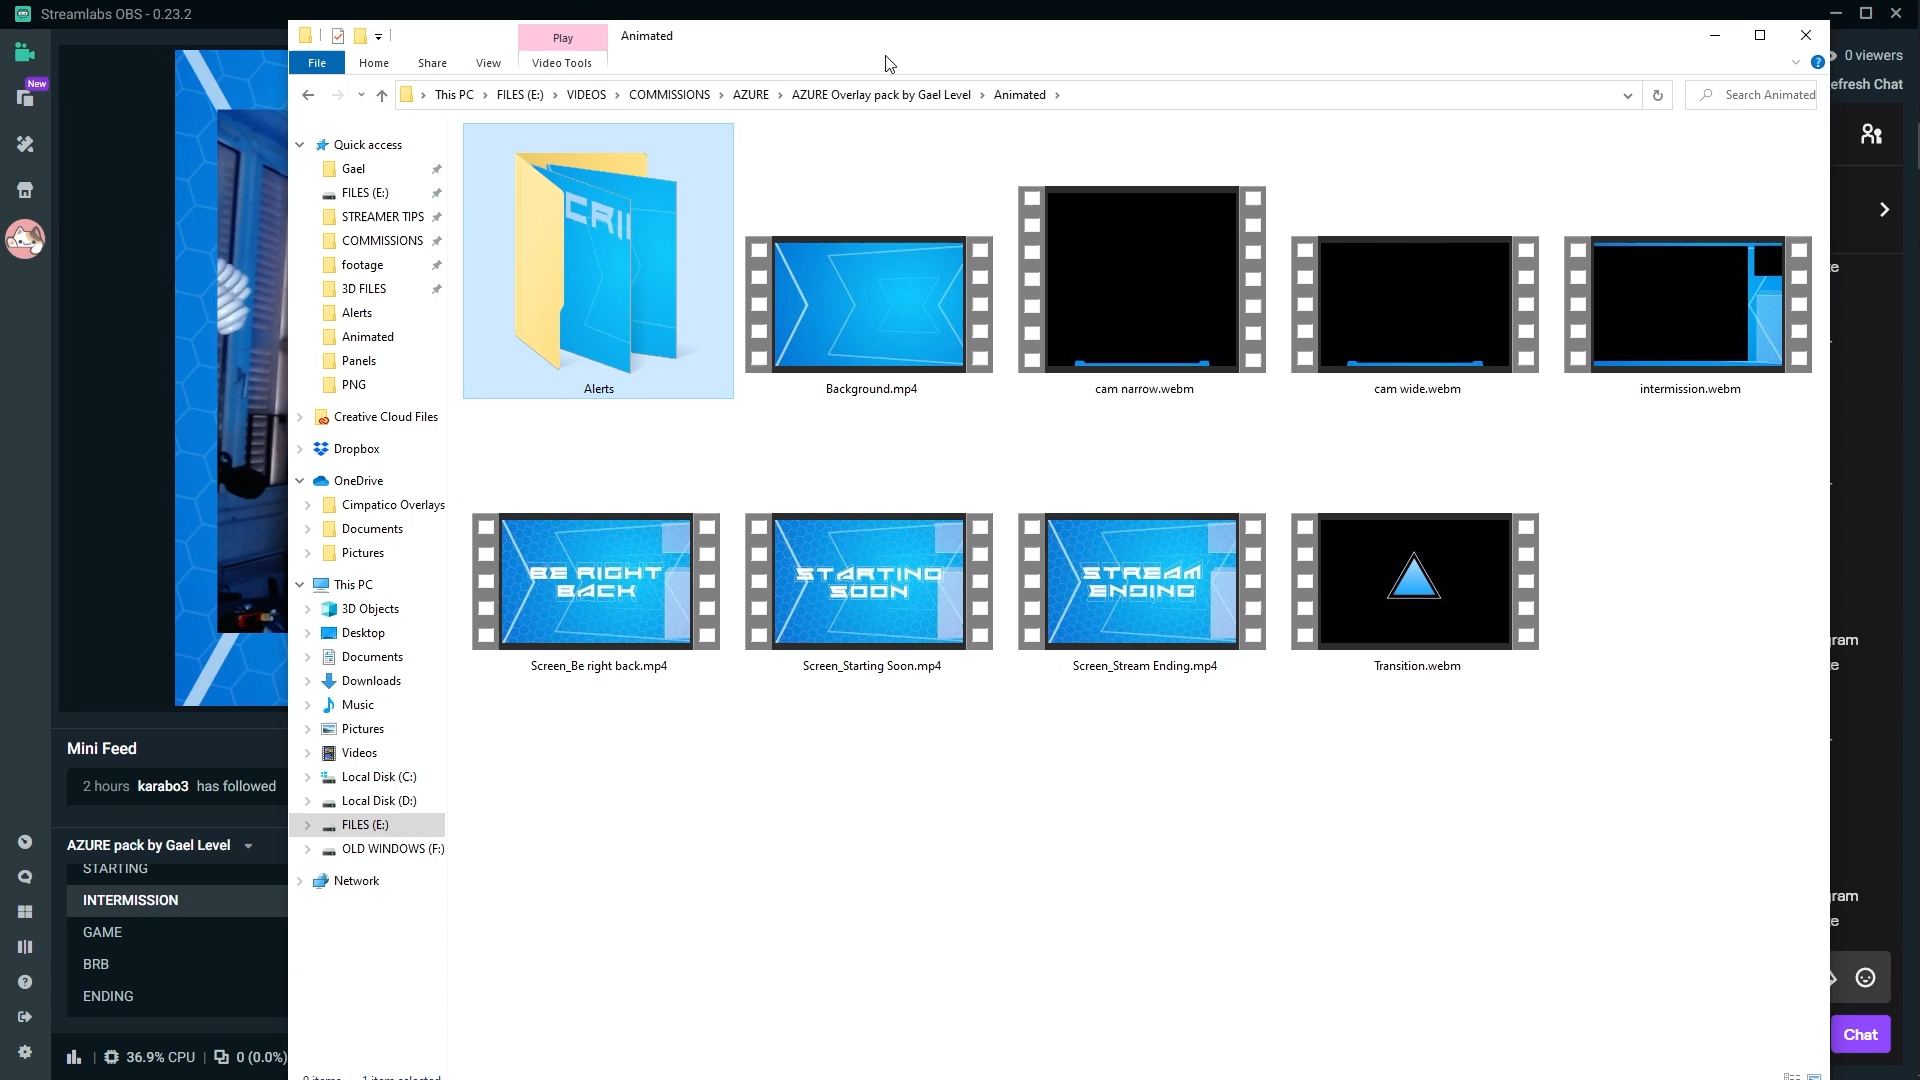 Streamlabs OBS - 0.23.2
Play
Animated
File
Home
Share
View
Video Tools
0 viewers
New
efresh Chat
This PC
FILES (E:)
VIDEOS
COMMISSIONS
AZURE
AZURE Overlay pack by Gael Level
Animated
Search Animated
Quick access
Gael
FILES (E:)
STREAMER TIPS
COMMISSIONS
footage
3D FILES
Alerts
Animated
Panels
PNG
Creative Cloud Files
Dropbox
OneDrive
Cimpatico Overlays
Documents
Pictures
This PC
3D Objects
Desktop
Documents
Downloads
Music
Pictures
Videos
Local Disk (C:)
Local Disk (D:)
FILES (E:)
OLD WINDOWS (F:)
Network
Alerts
Background.mp4
cam narrow.webm
cam wide.webm
intermission.webm
BE RIGHT
BACK
Screen_Be right back.mp4
STARTING
SOON
Screen_Starting Soon.mp4
STREAM
ENDING
Screen_Stream Ending.mp4
Transition.webm
Mini Feed
2 hours karabo3 has followed
AZURE pack by Gael Level
STARTING
INTERMISSION
GAME
BRB
ENDING
36.9% CPU
0 (0.0%)
Chat